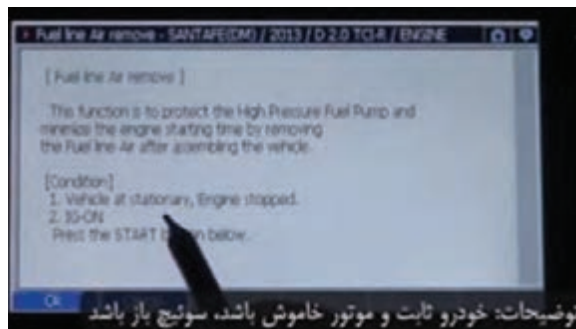 Fuel line Air remove - SANTAFE(DM) / 2013 / D 2.0 TCI-R / ENGINE
[ Fuel line Air remove ]
This function is to protect the High Pressure Fuel Pump and
minimize the engine starting time by removing
the Fuel line Air after assembling the vehicle.
[Condition]
1. Vehicle at stationary, Engine stopped.
2. IG-ON
Press the START below.
OK
توضیحات: خودرو ثابت و موتور خاموش باشد، سوئیچ باز باشد